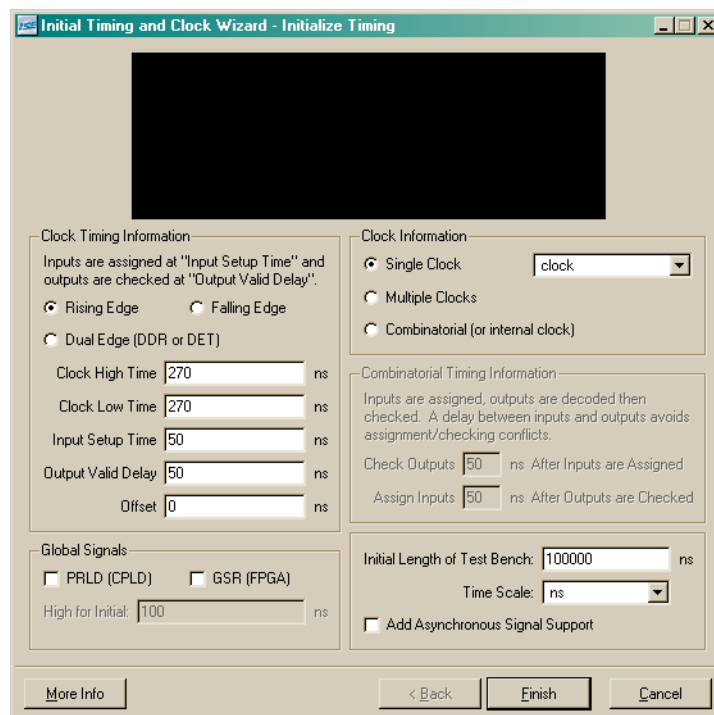 ISE Initial Timing and Clock Wizard - Initialize Timing
Clock Timing Information
Inputs are assigned at "Input Setup Time" and
outputs are checked at "Output Valid Delay".
Rising Edge Falling Edge
Dual Edge (DDR or DET)
Clock High Time 270 ns
Clock Low Time 270 ns
Input Setup Time 50 ns
Output Valid Delay 50 ns
Offset 0 ns
Global Signals
PRLD (CPLD) GSR (FPGA)
High for Initial: 100 ns
Clock Information
Single Clock clock
Multiple Clocks
Combinatorial (or internal clock)
Combinatorial Timing Information
Inputs are assigned, outputs are decoded then
checked. A delay between inputs and outputs avoids
assignment/checking conflicts.
Check Outputs 50 ns After Inputs are Assigned
Assign Inputs 50 ns After Outputs are Checked
Initial Length of Test Bench: 100000 ns
Time Scale: ns
Add Asynchronous Signal Support
More Info < Back Finish Cancel